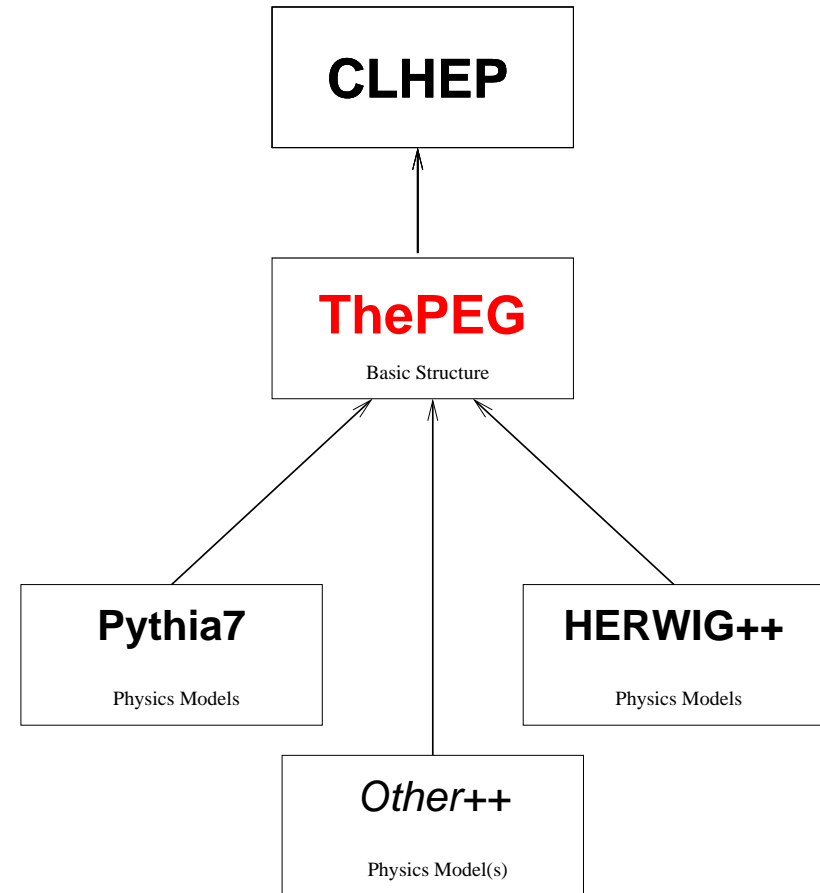 CLHEP
ThePEG
Basic Structure
Pythia7
Physics Models
HERWIG++
Physics Models
Other++
Physics Model(s)